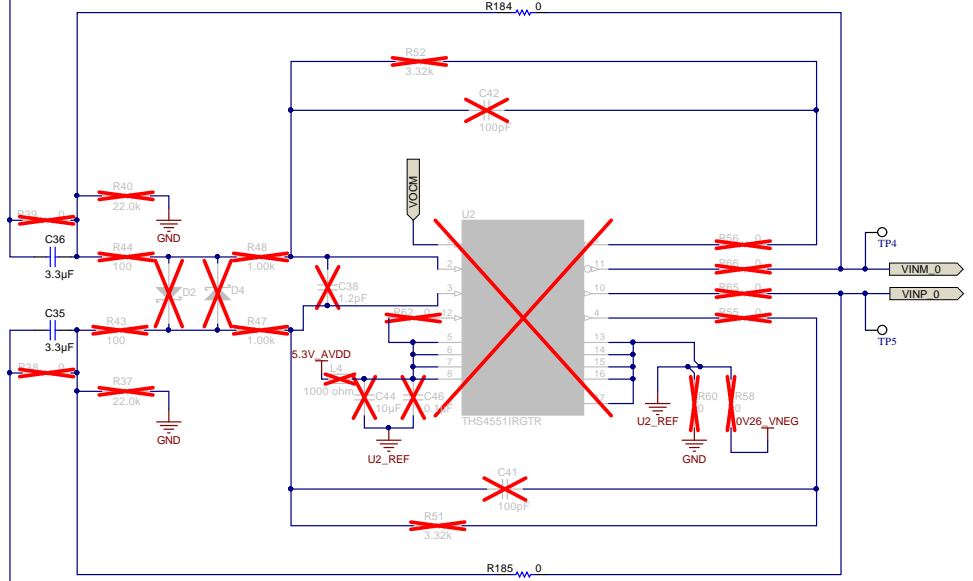 R184 0
R52
3.32k
C42
100pF
VOCM
R40
22.0k
U2
R39 0
GND
C36
R44
R48
R56 0
TP4
3.3µF
100
1.00k
2
11
R66 0
VINM_0
D2
D4
C38
1.2pF
3
10
R65 0
VINP_0
C35
R43
R47
R62 0
12
4
R55 0
3.3µF
100
1.00k
TP5
5
13
5.3V_AVDD
6
14
R38 0
L4
7
15
1000 ohm
8
16
R37
22.0k
C44
10µF
C46
17
R60
0
R58
0
GND
U2_REF
THS4551IRGTR
U2_REF
GND
0V26_VNEG
C41
100pF
R51
3.32k
R185 0